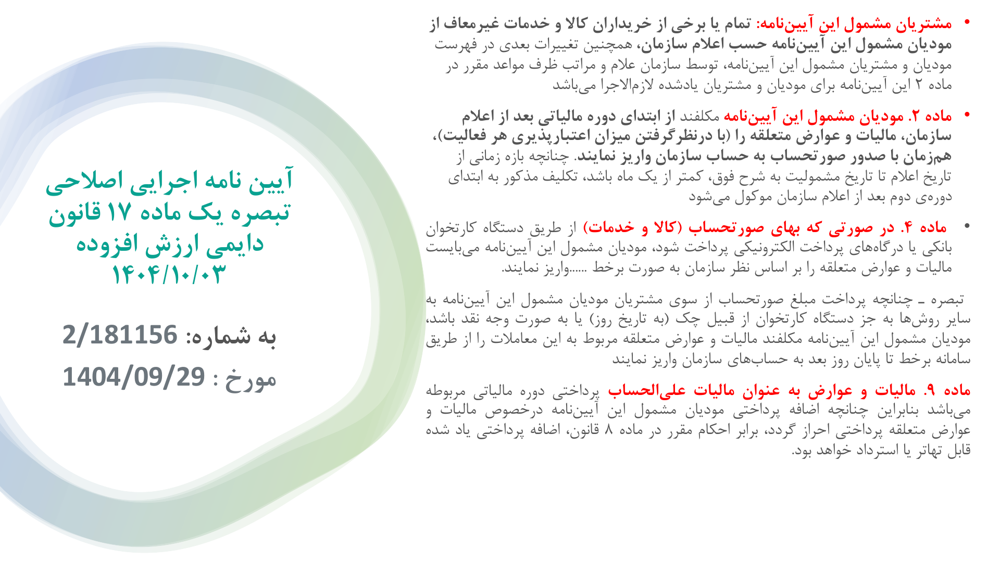 • مشتریان مشمول این آیین‌نامه: تمام یا برخی از خریداران کالا و خدمات غیرمعاف از
مودیان مشمول این آیین‌نامه حسب اعلام سازمان، همچنین تغییرات بعدی در فهرست
مودیان و مشتریان مشمول این آیین‌نامه، توسط سازمان علام و مراتب ظرف مواعد مقرر در
ماده ۲ این آیین‌نامه برای مودیان و مشتریان یادشده لازم‌الاجرا می‌باشد
• ماده ۲. مودیان مشمول این آیین‌نامه مکلفند از ابتدای دوره مالیاتی بعد از اعلام
سازمان، مالیات و عوارض متعلقه را (با درنظرگرفتن میزان اعتبارپذیری هر فعالیت)،
هم‌زمان با صدور صورتحساب به حساب سازمان واریز نمایند. چنانچه بازه زمانی از
تاریخ اعلام تا تاریخ مشمولیت به شرح فوق، کمتر از یک ماه باشد، تکلیف مذکور به ابتدای
دوره‌ی دوم بعد از اعلام سازمان موکول می‌شود
• ماده ۴. در صورتی که بهای صورتحساب (کالا و خدمات) از طریق دستگاه کارتخوان
بانکی یا درگاه‌های پرداخت الکترونیکی پرداخت شود، مودیان مشمول این آیین‌نامه می‌بایست
مالیات و عوارض متعلقه را بر اساس نظر سازمان به صورت برخط ......واریز نمایند.
تبصره ـ چنانچه پرداخت مبلغ صورتحساب از سوی مشتریان مودیان مشمول این آیین‌نامه به
سایر روش‌ها به جز دستگاه کارتخوان از قبیل چک (به تاریخ روز) یا به صورت وجه نقد باشد،
مودیان مشمول این آیین‌نامه مکلفند مالیات و عوارض متعلقه مربوط به این معاملات را از طریق
سامانه برخط تا پایان روز بعد به حساب‌های سازمان واریز نمایند
ماده ۹. مالیات و عوارض به عنوان مالیات علی‌الحساب پرداختی دوره مالیاتی مربوطه
می‌باشد بنابراین چنانچه اضافه پرداختی مودیان مشمول این آیین‌نامه درخصوص مالیات و
عوارض متعلقه پرداختی احراز گردد، برابر احکام مقرر در ماده ۸ قانون، اضافه پرداختی یاد شده
قابل تهاتر یا استرداد خواهد بود.
آیین نامه اجرایی اصلاحی
تبصره یک ماده ۱۷ قانون
دایمی ارزش افزوده
۱۴۰۴/۱۰/۰۳
به شماره: 2/181156
مورخ : 1404/09/29